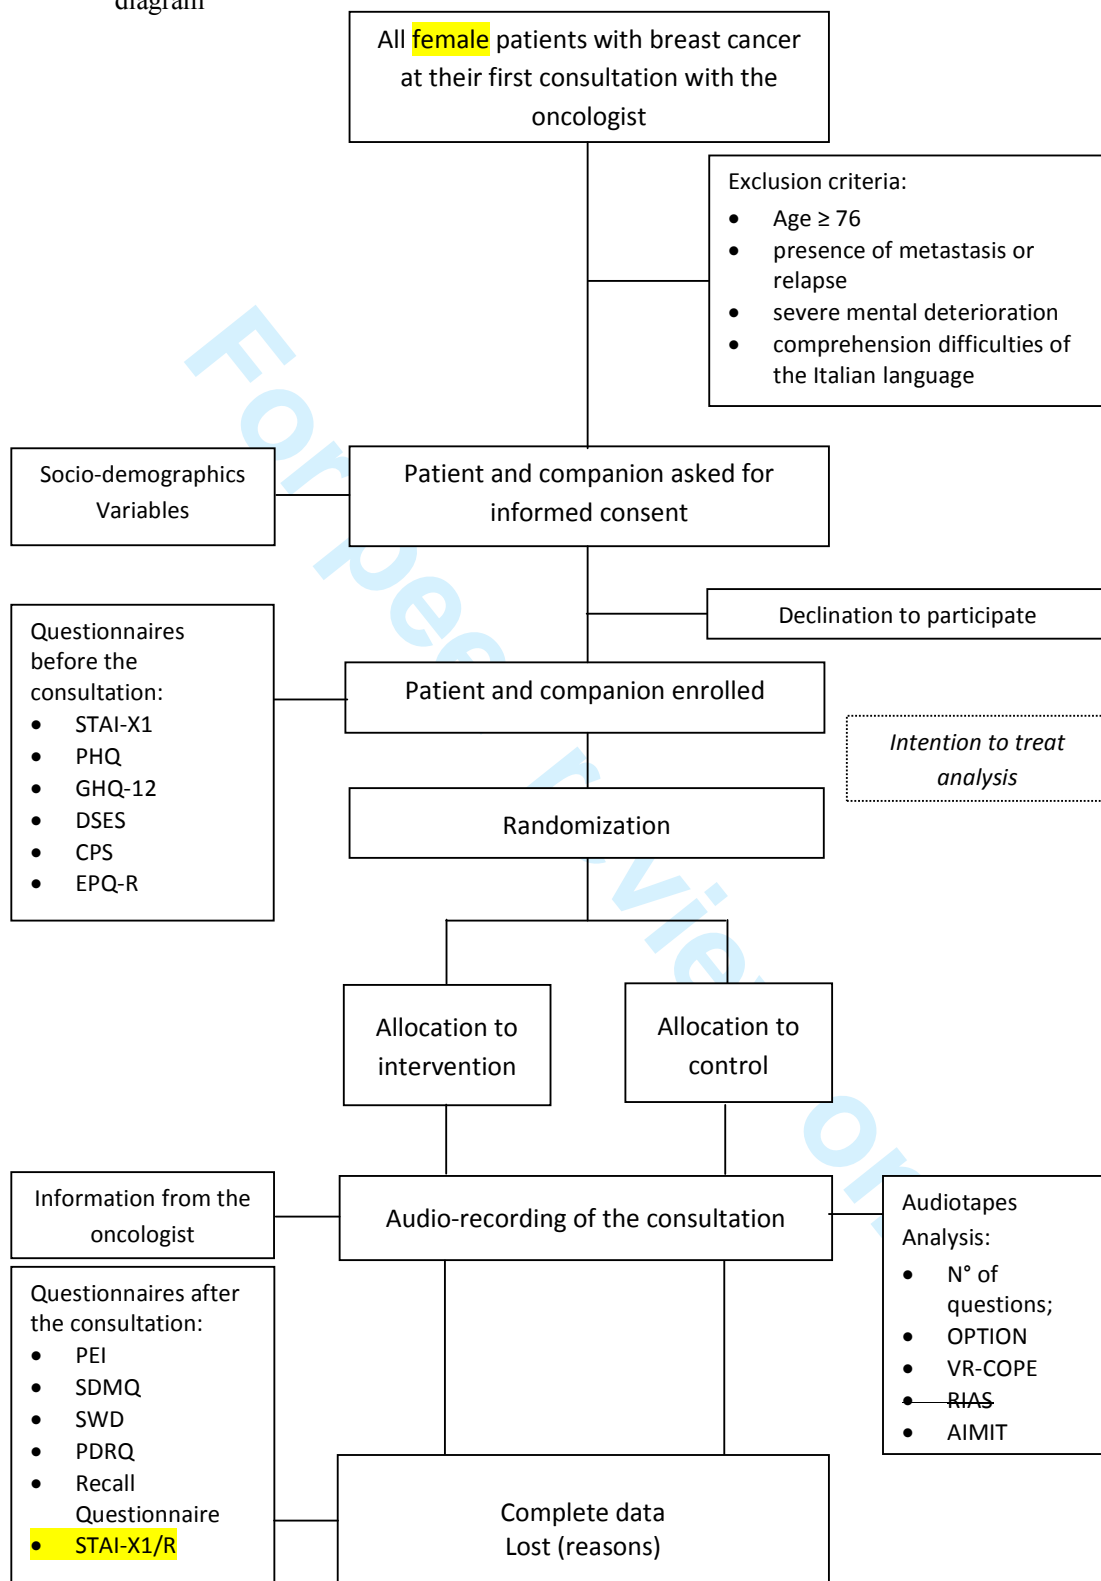 diagram
All female patients with breast cancer
at their first consultation with the
oncologist
Exclusion criteria:
• Age ≥ 76
• presence of metastasis or
relapse
• severe mental deterioration
• comprehension difficulties of
the Italian language
Socio-demographics
Variables
Patient and companion asked for
informed consent
Declination to participate
Questionnaires
before the
consultation:
• STAI-X1
• PHQ
• GHQ-12
• DSES
• CPS
• EPQ-R
Patient and companion enrolled
Intention to treat
analysis
Randomization
Allocation to
intervention
Allocation to
control
Information from the
oncologist
Audio-recording of the consultation
Audiotapes
Analysis:
• N° of
questions;
• OPTION
• VR-COPE
• RIAS
• AIMIT
Questionnaires after
the consultation:
• PEI
• SDMQ
• SWD
• PDRQ
• Recall
Questionnaire
• STAI-X1/R
Complete data
Lost (reasons)
For peer review on